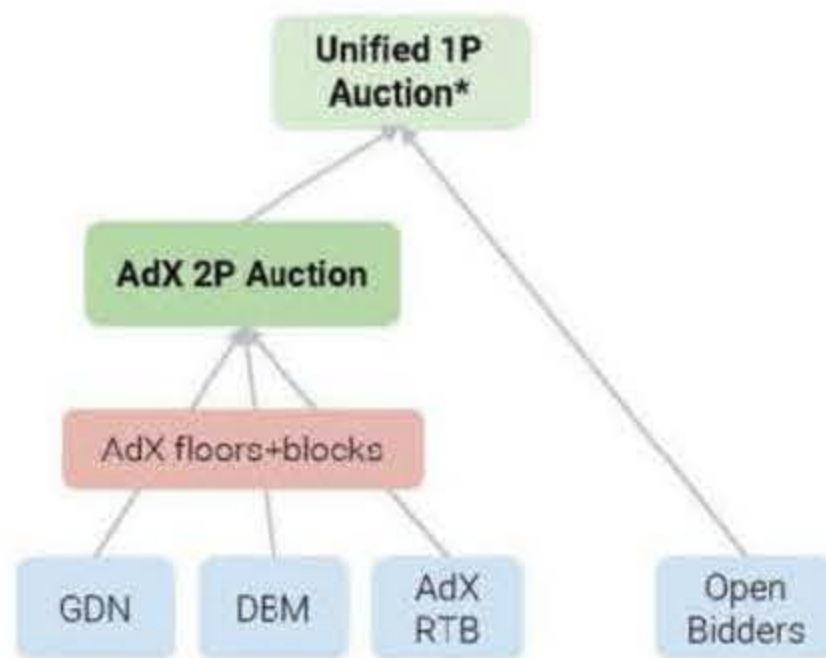 Unified 1P
Auction*
AdX 2P Auction
AdX floors+blocks
GDN
DBM
AdX
RTB
Open
Bidders